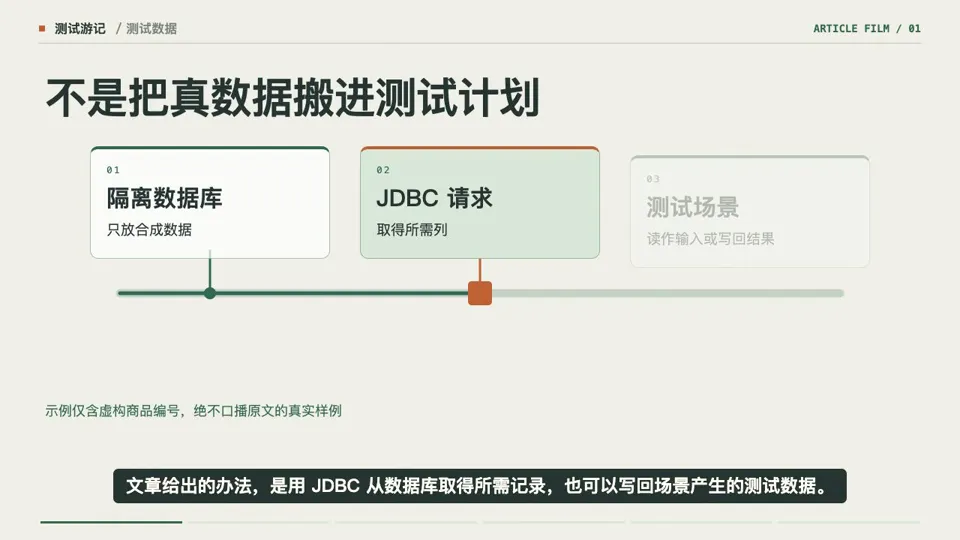 测试游记 / 测试数据
ARTICLE FILM / 01
不是把真数据搬进测试计划
01
隔离数据库
只放合成数据
02
JDBC 请求
取得所需列
03
测试场景
读作输入或写回结果
示例仅含虚构商品编号，绝不口播原文的真实样例
文章给出的办法，是用 JDBC 从数据库取得所需记录，也可以写回场景产生的测试数据。